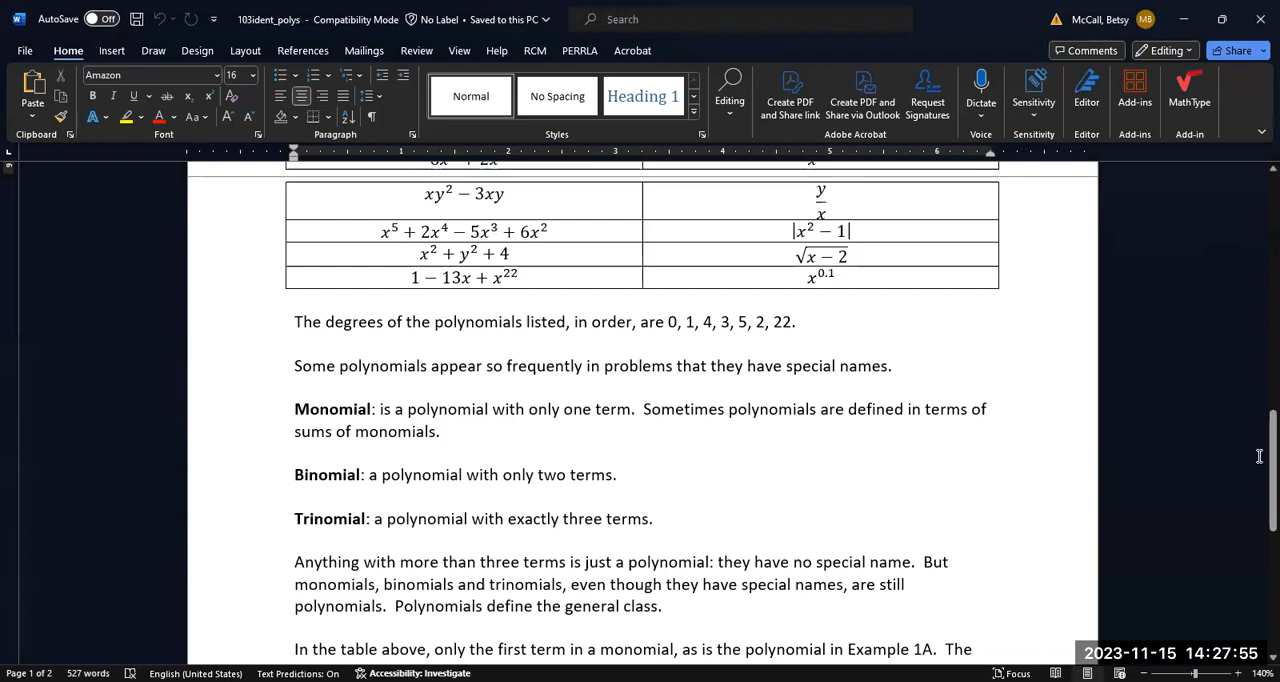 AutoSave Off 103ident_polys - Compatibility Mode No Label • Saved to this PC Search McCall, Betsy MB
File Home Insert Draw Design Layout References Mailings Review View Help RCM PERRLA Acrobat Comments Editing Share
Paste Amazon 16 Normal No Spacing Heading 1 Editing Create PDF and Share link Create PDF and Share via Outlook Request Signatures Dictate Sensitivity Editor Add-ins MathType
Clipboard Font Paragraph Styles Adobe Acrobat Voice Sensitivity Editor Add-ins Add-in
1 2 3 4 5 6
xy² − 3xy y/x
x⁵ + 2x⁴ − 5x³ + 6x² |x² − 1|
x² + y² + 4 √x − 2
1 − 13x + x²² x^0.1
The degrees of the polynomials listed, in order, are 0, 1, 4, 3, 5, 2, 22.
Some polynomials appear so frequently in problems that they have special names.
Monomial: is a polynomial with only one term. Sometimes polynomials are defined in terms of
sums of monomials.
Binomial: a polynomial with only two terms.
Trinomial: a polynomial with exactly three terms.
Anything with more than three terms is just a polynomial: they have no special name. But
monomials, binomials and trinomials, even though they have special names, are still
polynomials. Polynomials define the general class.
In the table above, only the first term in a monomial, as is the polynomial in Example 1A. The
2023-11-15 14:27:55
Page 1 of 2 527 words English (United States) Text Predictions: On Accessibility: Investigate Focus 140%